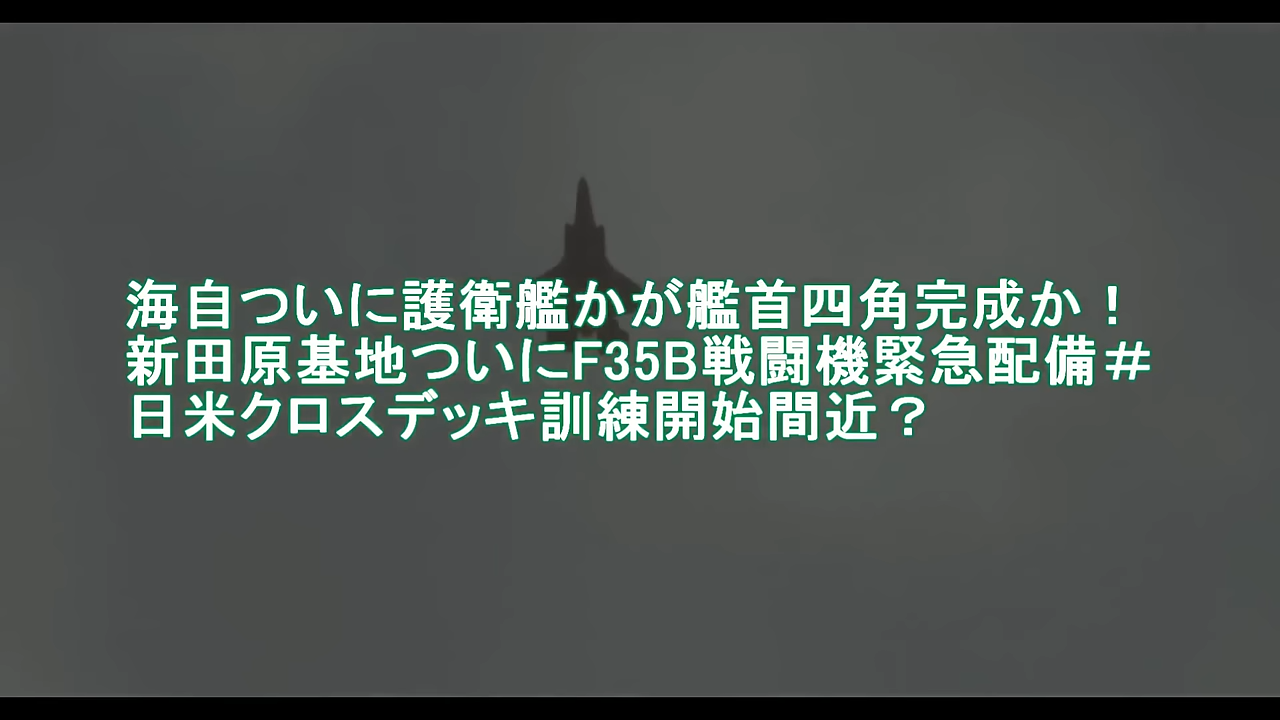 海自ついに護衛艦かが艦首四角完成か！
新田原基地ついにF35B戦闘機緊急配備＃
日米クロスデッキ訓練開始間近？